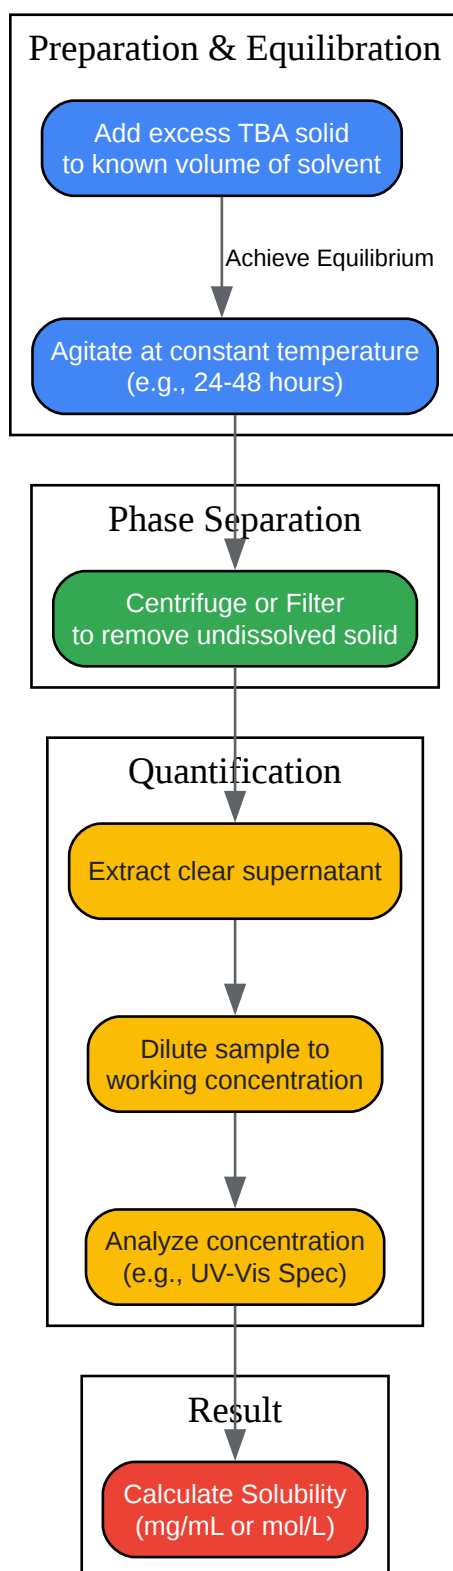 Preparation & Equilibration
Add excess TBA solid
to known volume of solvent
Achieve Equilibrium
Agitate at constant temperature
(e.g., 24-48 hours)
Phase Separation
Centrifuge or Filter
to remove undissolved solid
Quantification
Extract clear supernatant
Dilute sample to
working concentration
Analyze concentration
(e.g., UV-Vis Spec)
Result
Calculate Solubility
(mg/mL or mol/L)